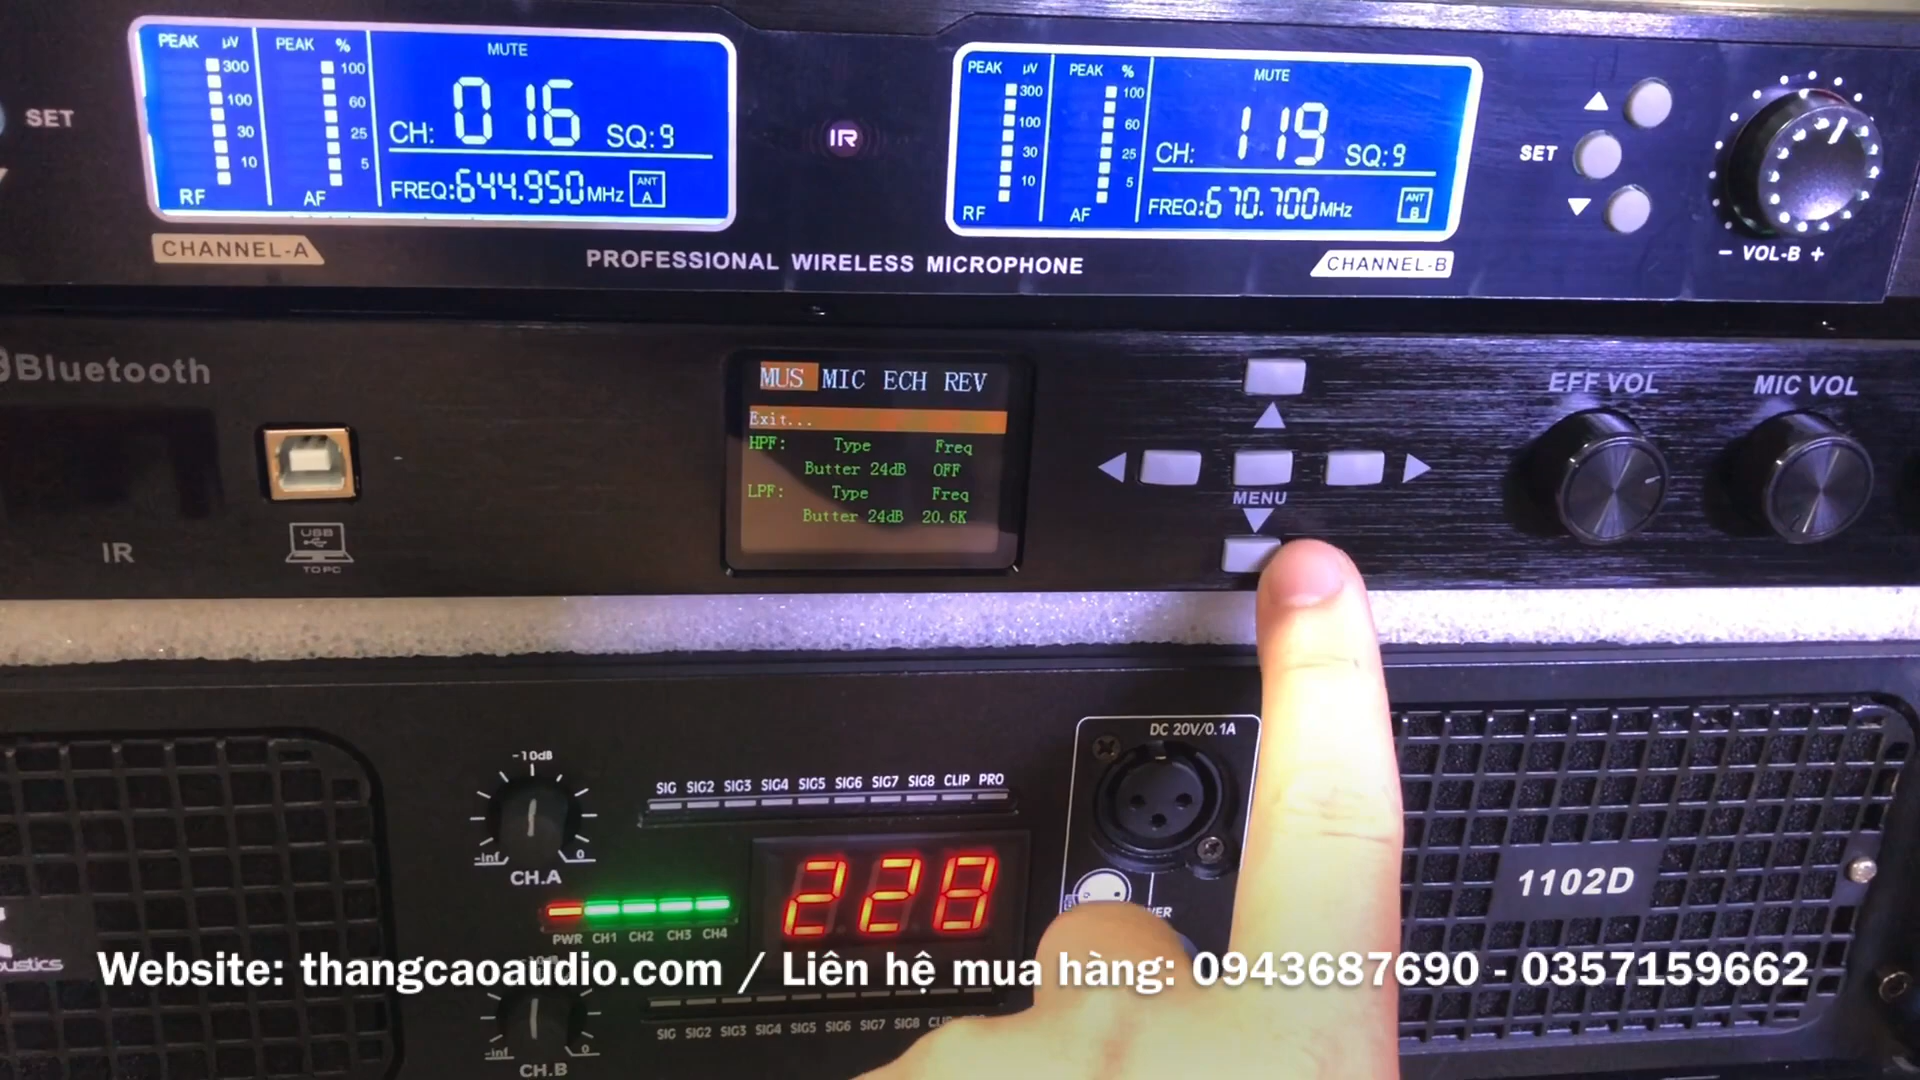 PEAK μV PEAK % MUTE
300 100
100 60
30 25
10 5
RF AF
CH: 016 SQ:9
FREQ:644.950MHz ANT A
SET
CHANNEL-A
IR
PEAK μV PEAK % MUTE
300 100
100 60
30 25
10 5
RF AF
CH: 119 SQ:9
FREQ:670.700MHz ANT B
SET
- VOL-B +
PROFESSIONAL WIRELESS MICROPHONE
CHANNEL-B
Bluetooth
IR
USB
TO PC
MUS MIC ECH REV
Exit...
HPF: Type Freq
Butter 24dB OFF
LPF: Type Freq
Butter 24dB 20.6K
MENU
EFF VOL
MIC VOL
-10dB
-inf 0
CH.A
SIG SIG2 SIG3 SIG4 SIG5 SIG6 SIG7 SIG8 CLIP PRO
228
PWR CH1 CH2 CH3 CH4
DC 20V/0.1A
1102D
Website: thangcaoaudio.com / Liên hệ mua hàng: 0943687690 - 0357159662
-inf 0
CH.B
SIG SIG2 SIG3 SIG4 SIG5 SIG6 SIG7 SIG8